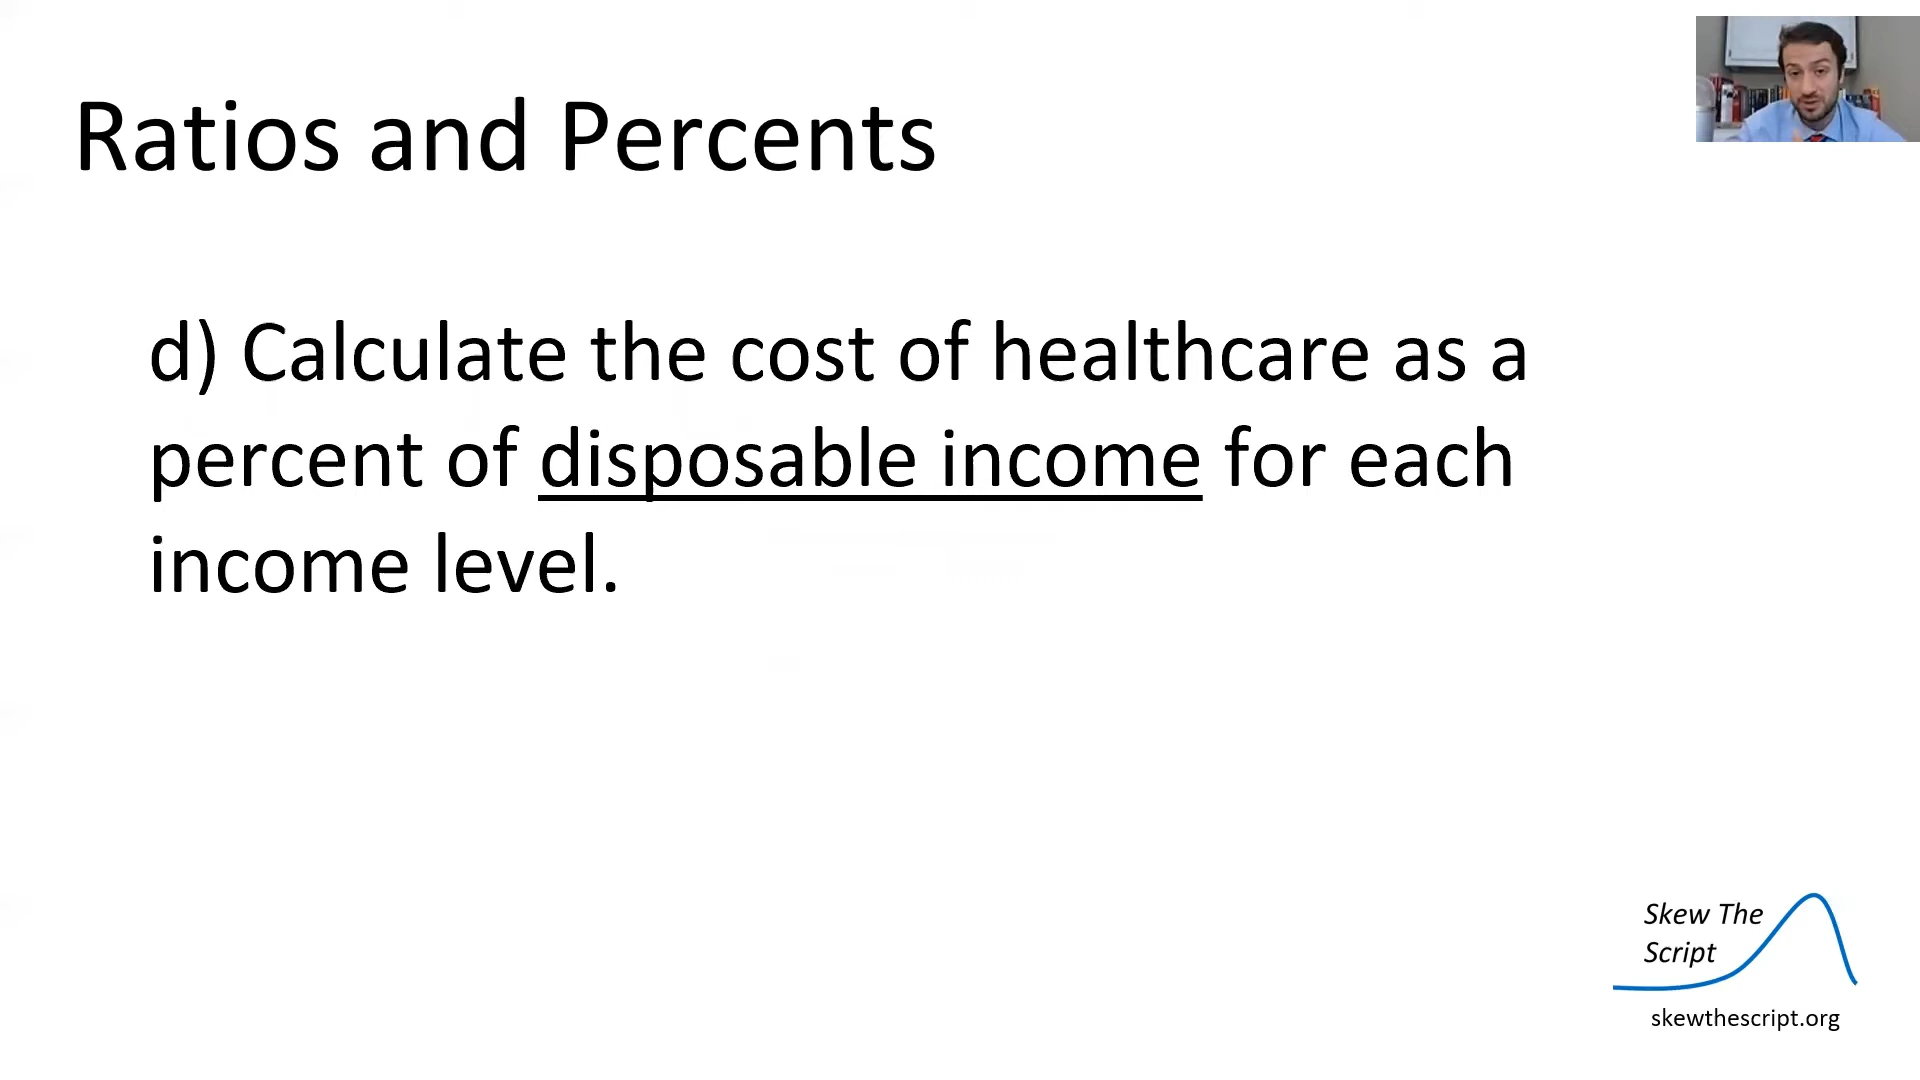 Ratios and Percents
d) Calculate the cost of healthcare as a
percent of disposable income for each
income level.
Skew The
Script
skewthescript.org